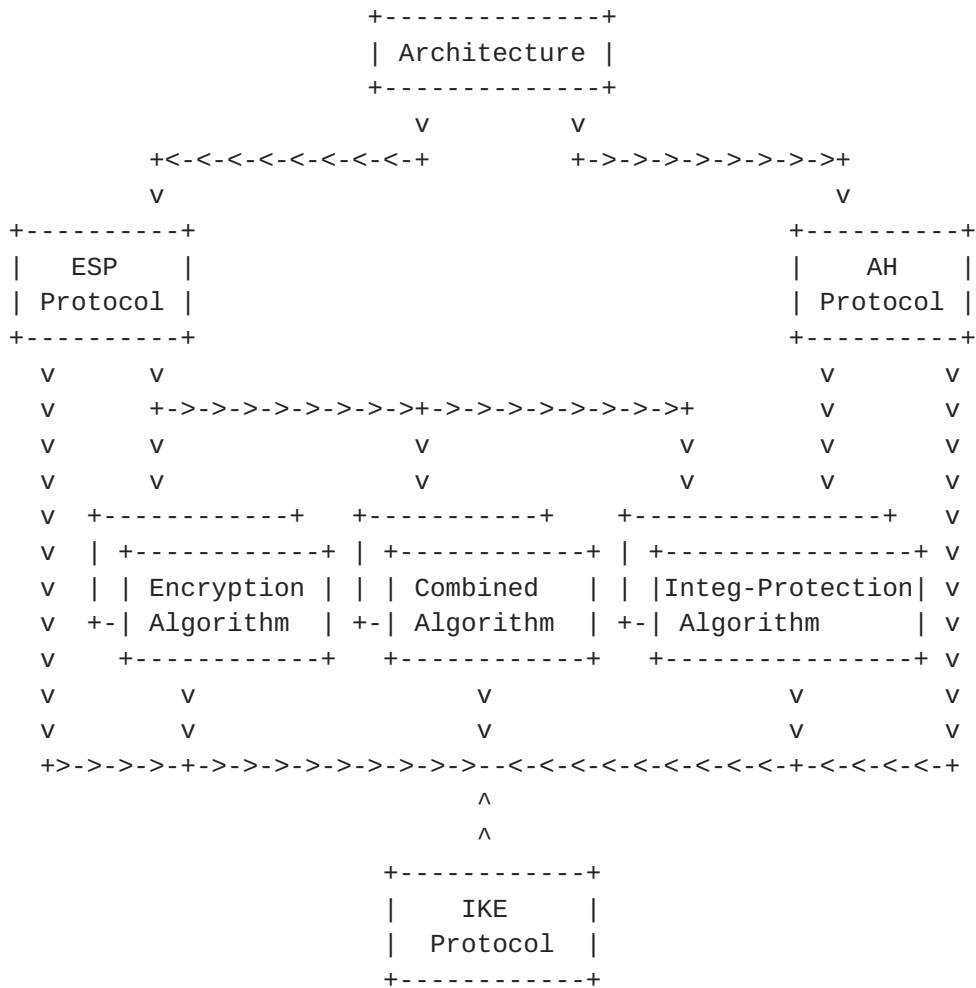 Architecture
ESP
Protocol
AH
Protocol
Encryption
Algorithm
Combined
Algorithm
Integ-Protection
Algorithm
IKE
Protocol